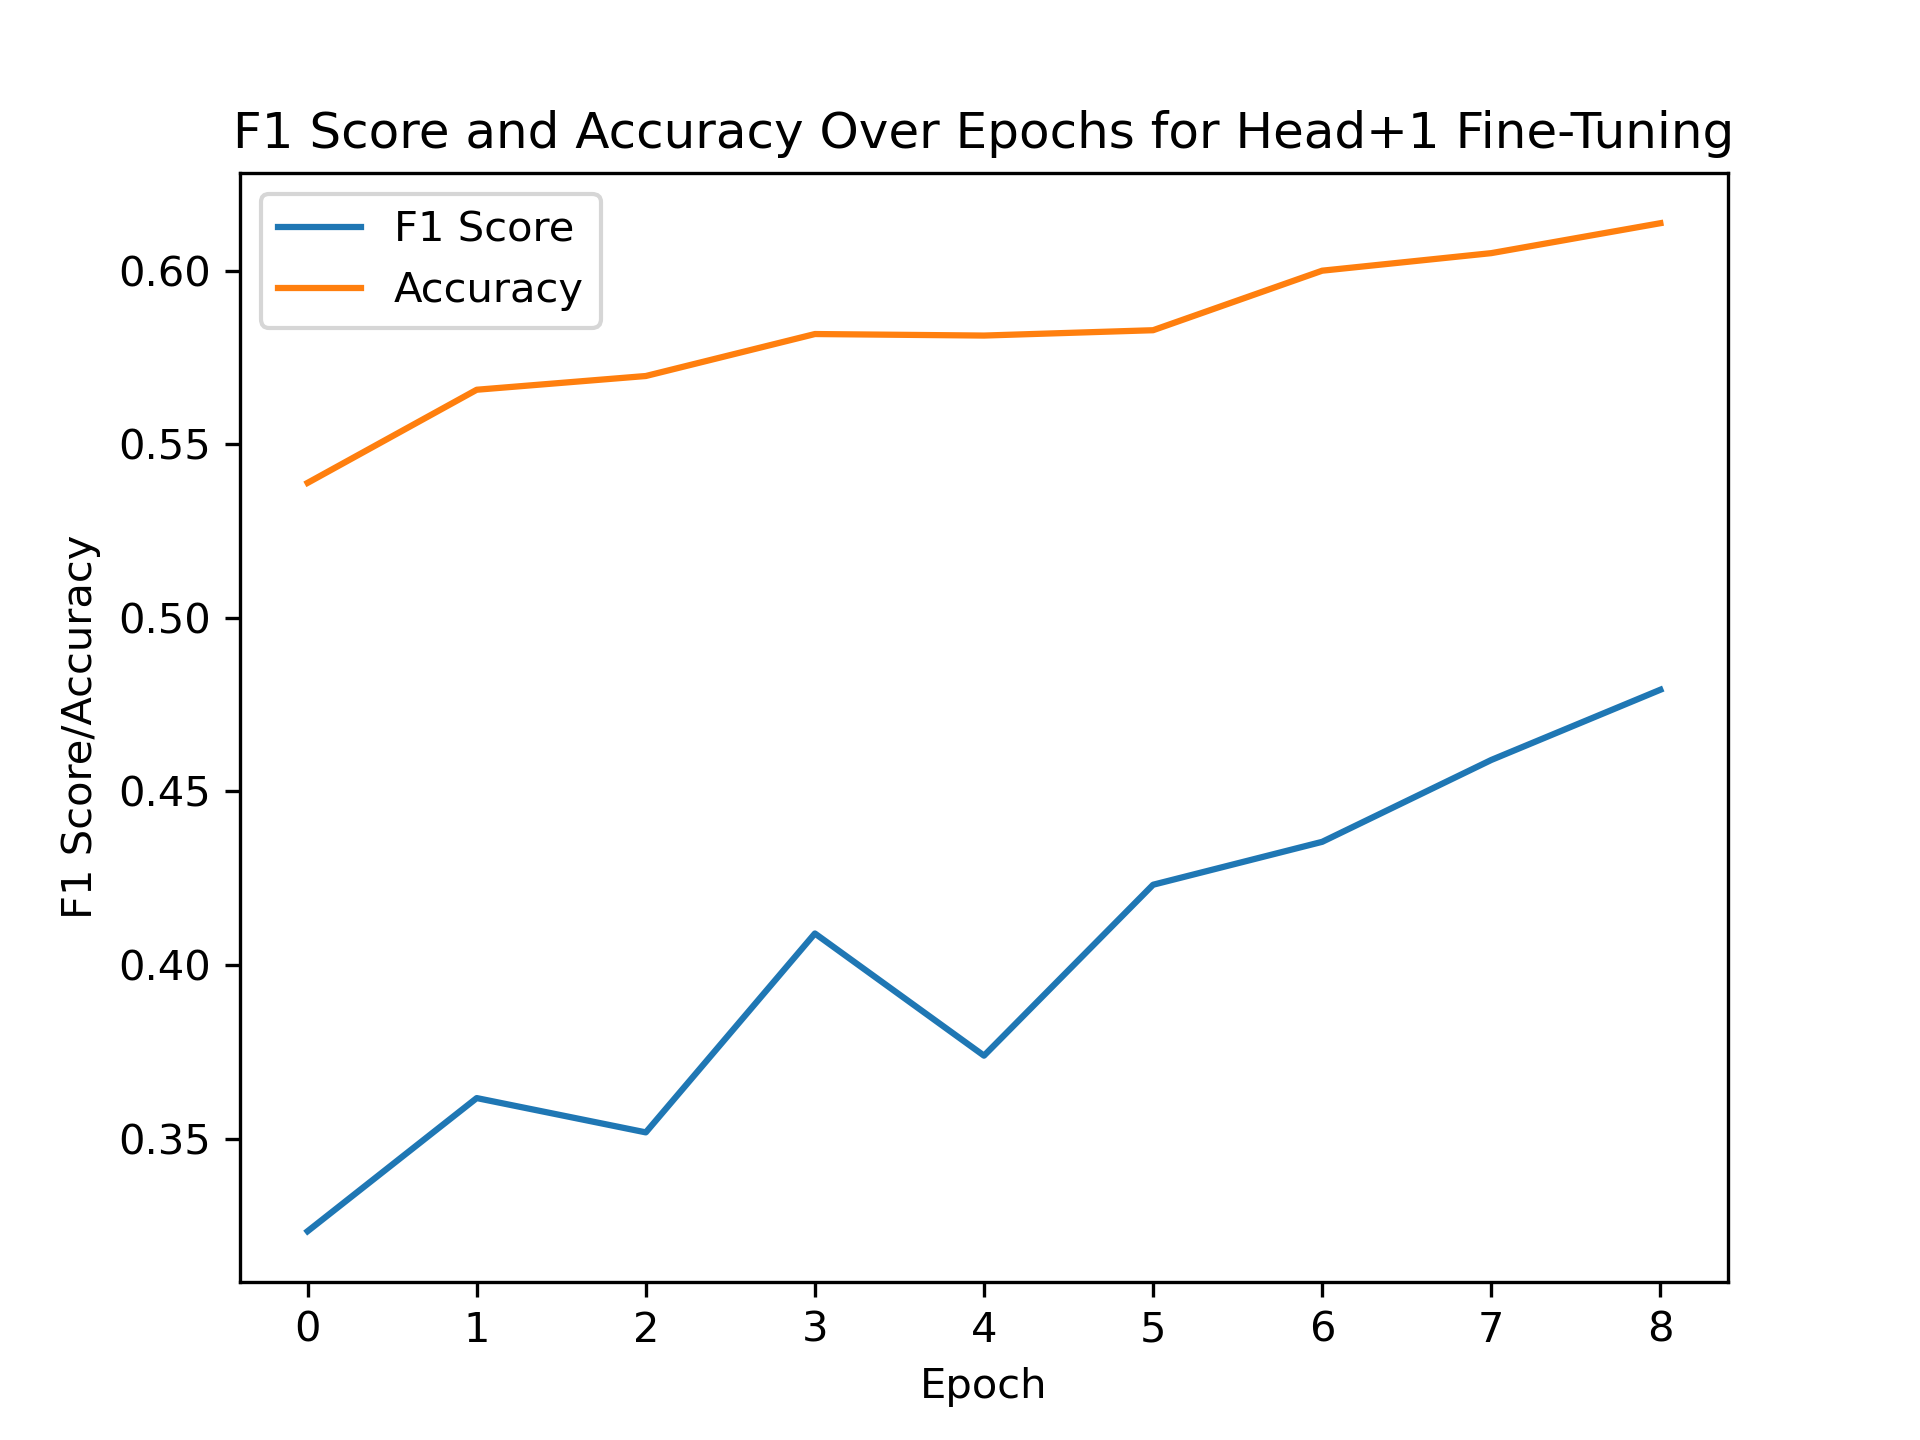 F1 Score and Accuracy Over Epochs for Head+1 Fine-Tuning
F1 Score
Accuracy
0.60
0.55
0.50
0.45
0.40
0.35
F1 Score/Accuracy
0 1 2 3 4 5 6 7 8
Epoch